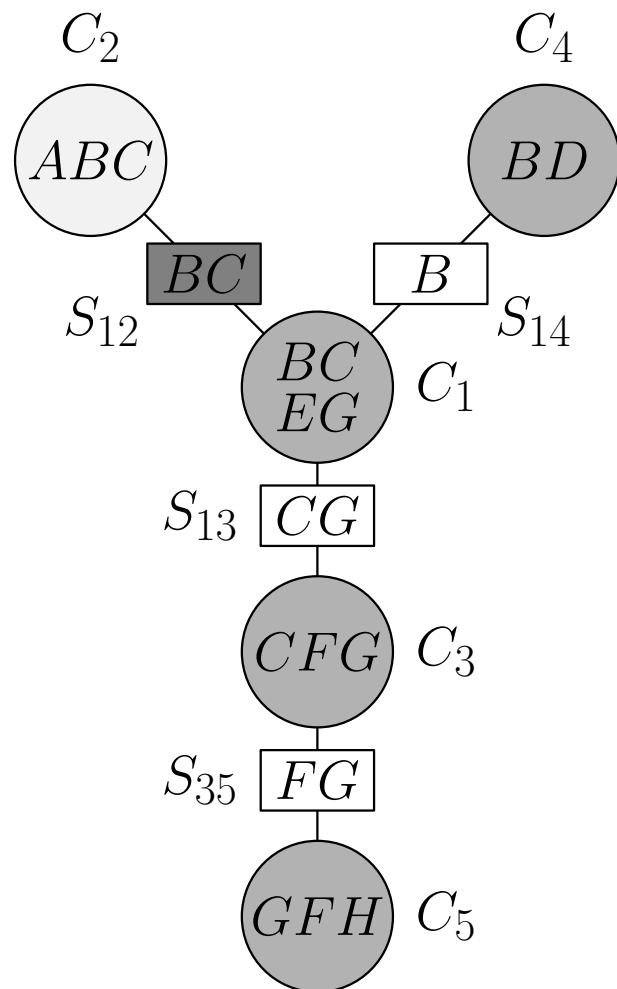 C₂ C₄
ABC BD
BC B
S₁₂ S₁₄
BC
EG
C₁
S₁₃ CG
CFG C₃
S₃₅ FG
GFH C₅